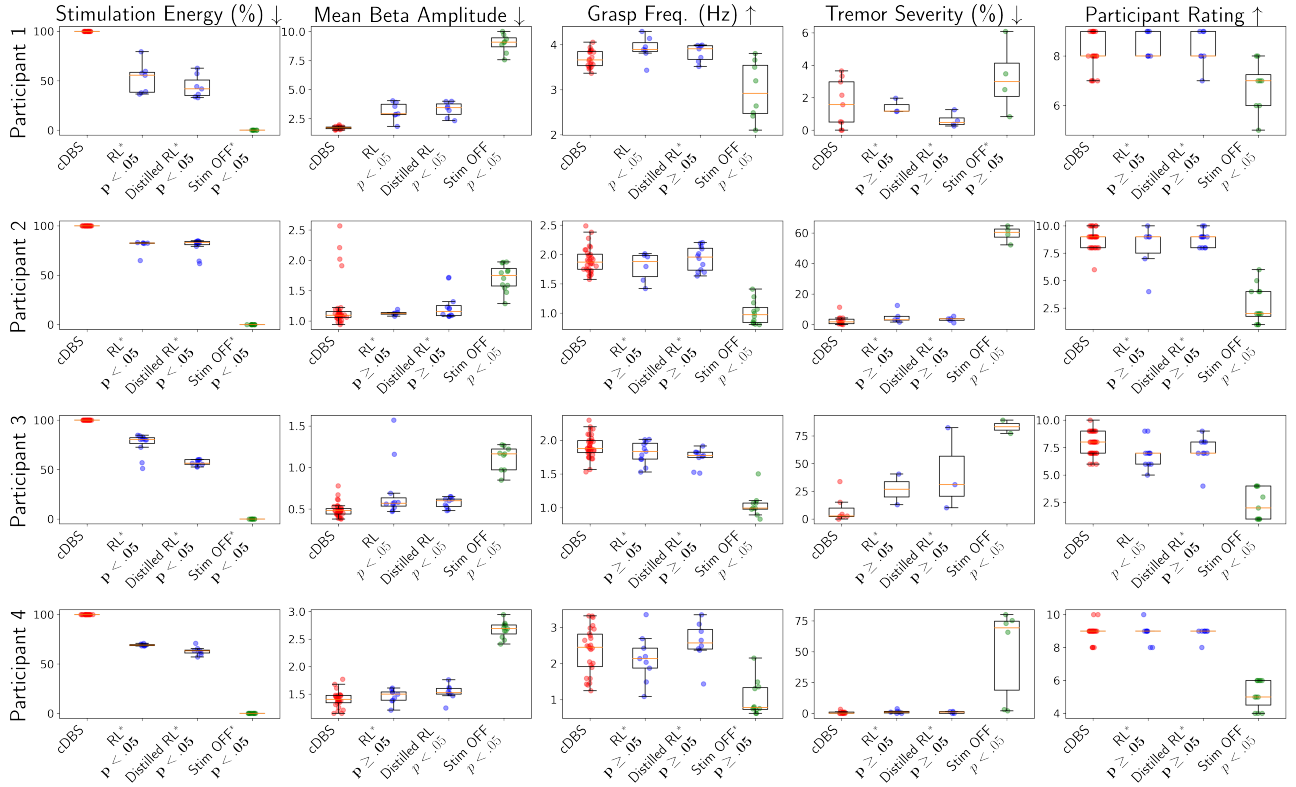 Stimulation Energy (%) ↓
Mean Beta Amplitude ↓
Grasp Freq. (Hz) ↑
Tremor Severity (%) ↓
Participant Rating ↑
Participant 1
100
50
0
cDBS
RL*
p < .05
Distilled RL*
p < .05
Stim OFF*
p < .05
10.0
7.5
5.0
2.5
cDBS
RL
p < .05
Distilled RL
p < .05
Stim OFF
p < .05
4
3
2
cDBS
RL
p < .05
Distilled RL*
p ≥ .05
Stim OFF
p < .05
6
4
2
0
cDBS
RL*
p ≥ .05
Distilled RL*
p ≥ .05
Stim OFF*
p ≥ .05
8
6
cDBS
RL*
p ≥ .05
Distilled RL*
p ≥ .05
Stim OFF
p < .05
Participant 2
100
50
0
cDBS
RL*
p < .05
Distilled RL*
p < .05
Stim OFF*
p < .05
2.5
2.0
1.5
1.0
cDBS
RL*
p ≥ .05
Distilled RL*
p ≥ .05
Stim OFF
p < .05
2.5
2.0
1.5
1.0
cDBS
RL*
p ≥ .05
Distilled RL*
p ≥ .05
Stim OFF
p < .05
60
40
20
0
cDBS
RL*
p ≥ .05
Distilled RL*
p ≥ .05
Stim OFF
p < .05
10.0
7.5
5.0
2.5
cDBS
RL*
p ≥ .05
Distilled RL*
p ≥ .05
Stim OFF
p < .05
Participant 3
100
50
0
cDBS
RL*
p < .05
Distilled RL*
p < .05
Stim OFF*
p < .05
1.5
1.0
0.5
cDBS
RL
p < .05
Distilled RL
p < .05
Stim OFF
p < .05
2.0
1.5
1.0
cDBS
RL*
p ≥ .05
Distilled RL*
p ≥ .05
Stim OFF
p < .05
75
50
25
0
cDBS
RL*
p ≥ .05
Distilled RL*
p ≥ .05
Stim OFF
p < .05
10.0
7.5
5.0
2.5
cDBS
RL
p < .05
Distilled RL*
p ≥ .05
Stim OFF
p < .05
Participant 4
100
50
0
cDBS
RL*
p < .05
Distilled RL*
p < .05
Stim OFF*
p < .05
3.0
2.5
2.0
1.5
cDBS
RL*
p ≥ .05
Distilled RL
p < .05
Stim OFF
p < .05
3
2
1
cDBS
RL*
p ≥ .05
Distilled RL*
p ≥ .05
Stim OFF
p ≥ .05
75
50
25
0
cDBS
RL*
p ≥ .05
Distilled RL*
p ≥ .05
Stim OFF
p < .05
10
8
6
4
cDBS
RL*
p ≥ .05
Distilled RL*
p ≥ .05
Stim OFF
p < .05